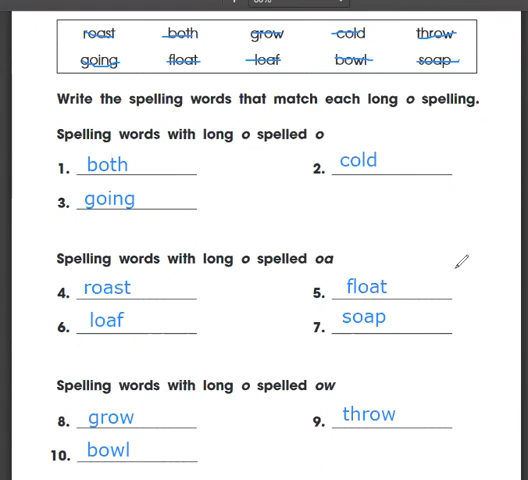 roast both grow cold throw
going float loaf bowl soap
Write the spelling words that match each long o spelling.
Spelling words with long o spelled o
1. both 2. cold
3. going
Spelling words with long o spelled oa
4. roast 5. float
6. loaf 7. soap
Spelling words with long o spelled ow
8. grow 9. throw
10. bowl